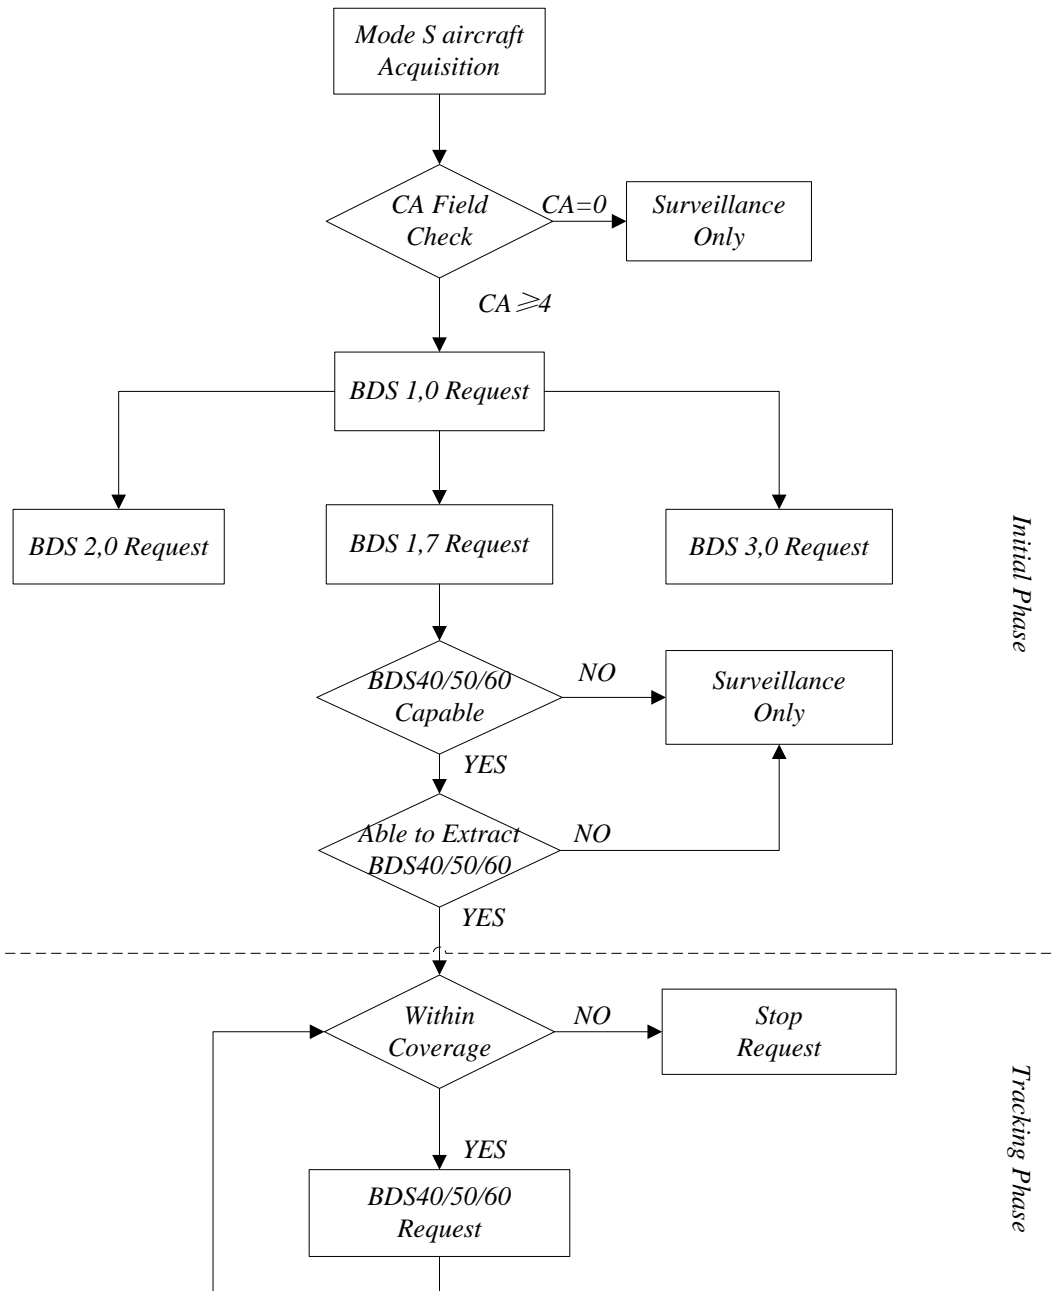 Mode S aircraft
Acquisition
CA Field
Check
CA=0
Surveillance
Only
CA≥4
BDS 1,0 Request
BDS 2,0 Request
BDS 1,7 Request
BDS 3,0 Request
Initial Phase
BDS40/50/60
Capable
NO
Surveillance
Only
YES
Able to Extract
BDS40/50/60
NO
YES
Within
Coverage
NO
Stop
Request
Tracking Phase
YES
BDS40/50/60
Request